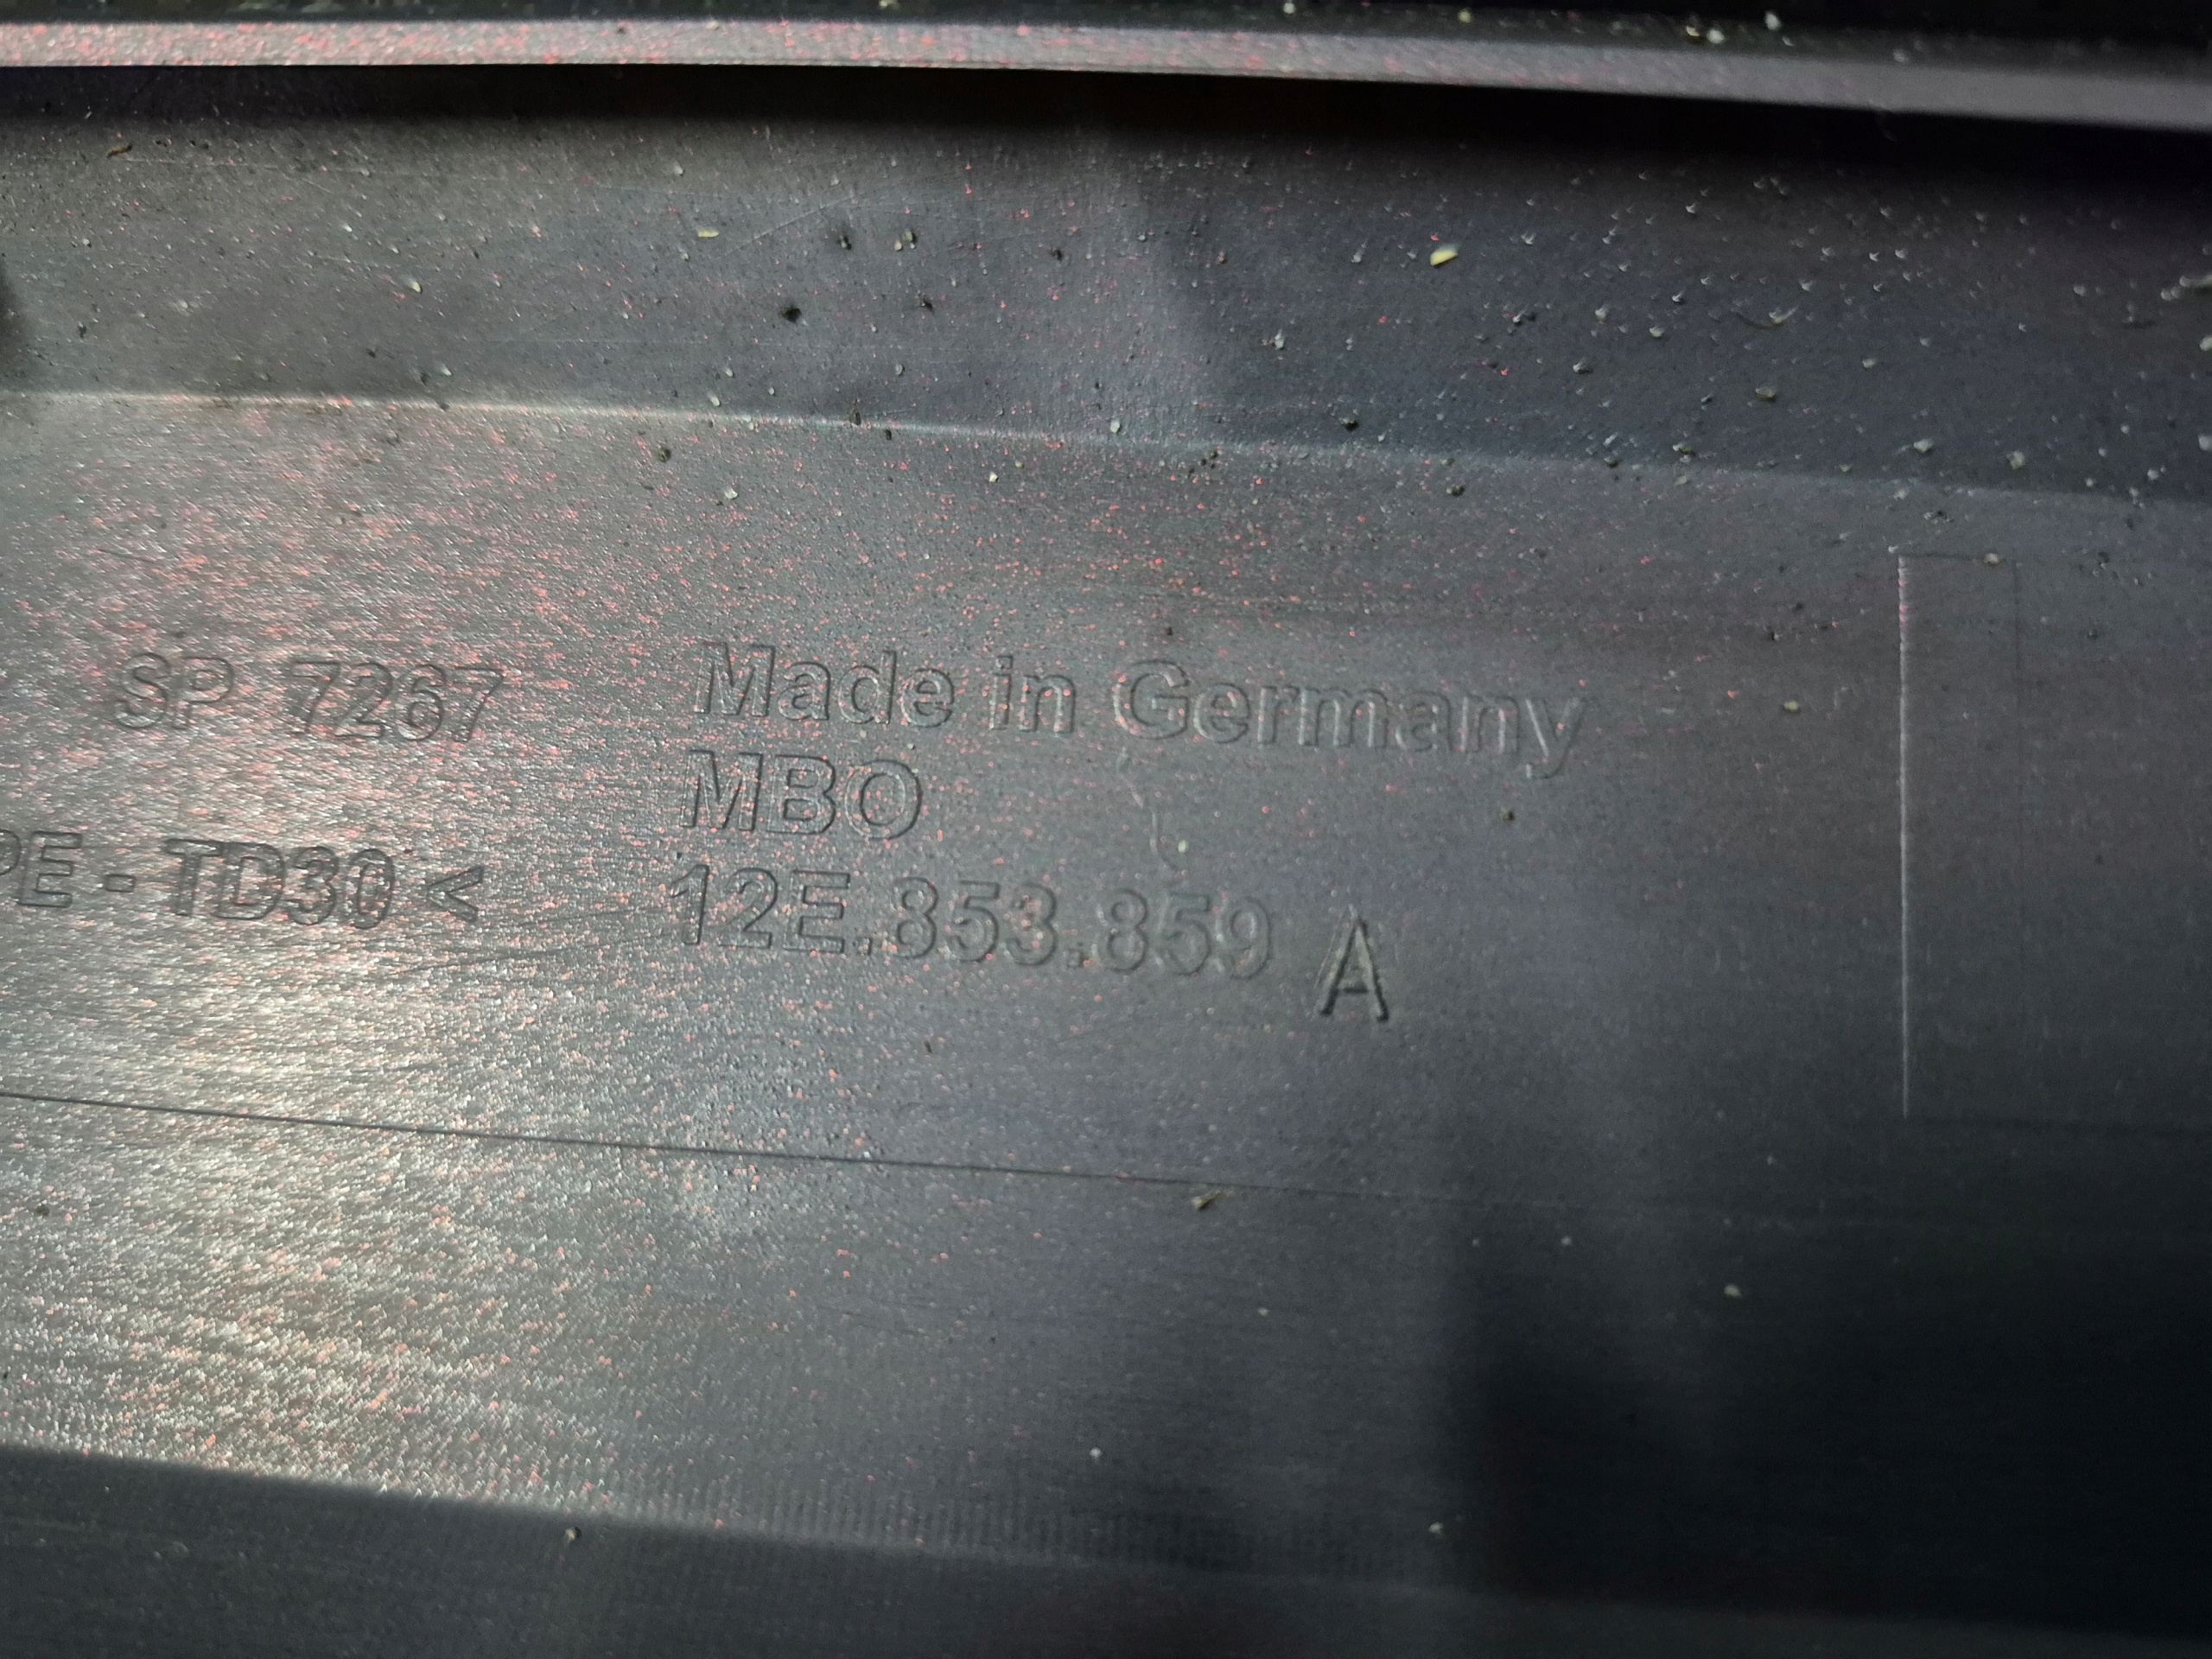 SP 7267 Made in Germany
MBO
PE - TD30 < 12E.853.859 A